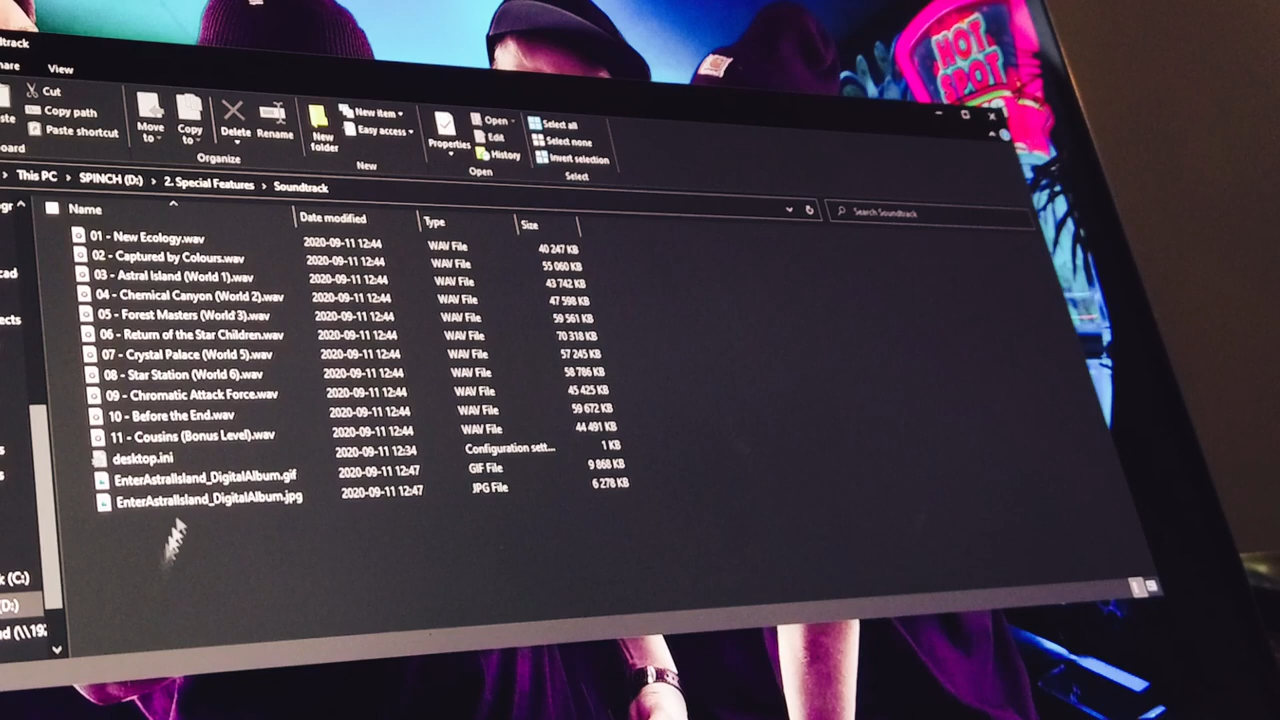 dtrack
hare View
ste Cut Copy path Paste shortcut Move to Copy to Delete Rename New folder New item Easy access Properties Open Edit History Select all Select none Invert selection
board Organize New Open Select
This PC > SPINCH (D:) > 2. Special Features > Soundtrack Search Soundtrack
Name Date modified Type Size
01 - New Ecology.wav 2020-09-11 12:44 WAV File 40 247 KB
02 - Captured by Colours.wav 2020-09-11 12:44 WAV File 55 060 KB
03 - Astral Island (World 1).wav 2020-09-11 12:44 WAV File 43 742 KB
04 - Chemical Canyon (World 2).wav 2020-09-11 12:44 WAV File 47 598 KB
05 - Forest Masters (World 3).wav 2020-09-11 12:44 WAV File 59 561 KB
06 - Return of the Star Children.wav 2020-09-11 12:44 WAV File 70 318 KB
07 - Crystal Palace (World 5).wav 2020-09-11 12:44 WAV File 57 245 KB
08 - Star Station (World 6).wav 2020-09-11 12:44 WAV File 58 786 KB
09 - Chromatic Attack Force.wav 2020-09-11 12:44 WAV File 45 425 KB
10 - Before the End.wav 2020-09-11 12:44 WAV File 59 672 KB
11 - Cousins (Bonus Level).wav 2020-09-11 12:44 WAV File 44 491 KB
desktop.ini 2020-09-11 12:34 Configuration sett... 1 KB
EnterAstralIsland_DigitalAlbum.gif 2020-09-11 12:47 GIF File 9 868 KB
EnterAstralIsland_DigitalAlbum.jpg 2020-09-11 12:47 JPG File 6 278 KB
k (C:)
(D:)
d (\\19
HOT
SPOT